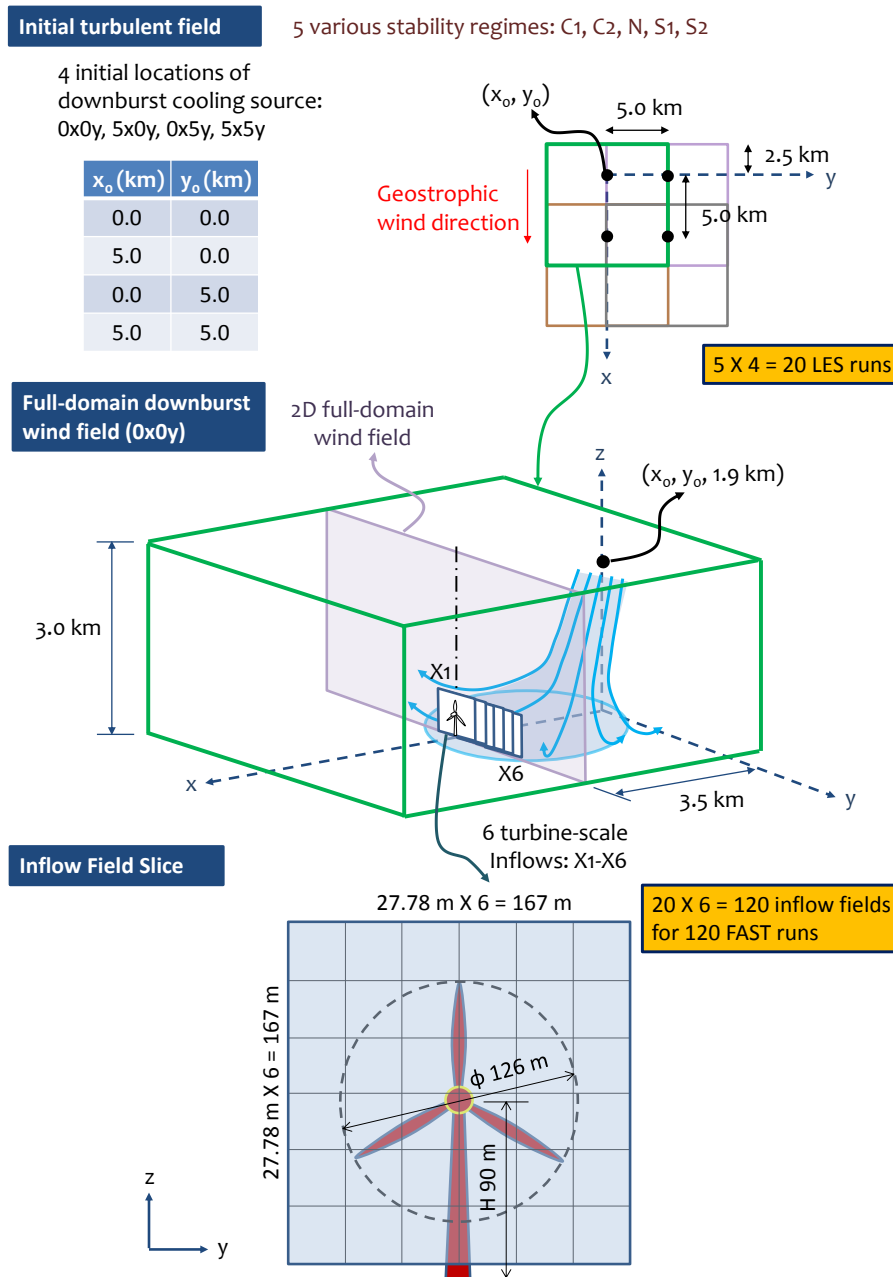 Initial turbulent field
5 various stability regimes: C1, C2, N, S1, S2
4 initial locations of
downburst cooling source:
0x0y, 5x0y, 0x5y, 5x5y
x₀ (km) y₀ (km)
0.0 0.0
5.0 0.0
0.0 5.0
5.0 5.0
(x₀, y₀)
5.0 km
2.5 km
y
Geostrophic
wind direction
5.0 km
x
5 X 4 = 20 LES runs
Full-domain downburst
wind field (0x0y)
2D full-domain
wind field
z
(x₀, y₀, 1.9 km)
3.0 km
X1
X6
x
3.5 km
y
6 turbine-scale
Inflows: X1-X6
Inflow Field Slice
27.78 m X 6 = 167 m
20 X 6 = 120 inflow fields
for 120 FAST runs
27.78 m X 6 = 167 m
ϕ 126 m
H 90 m
z
y